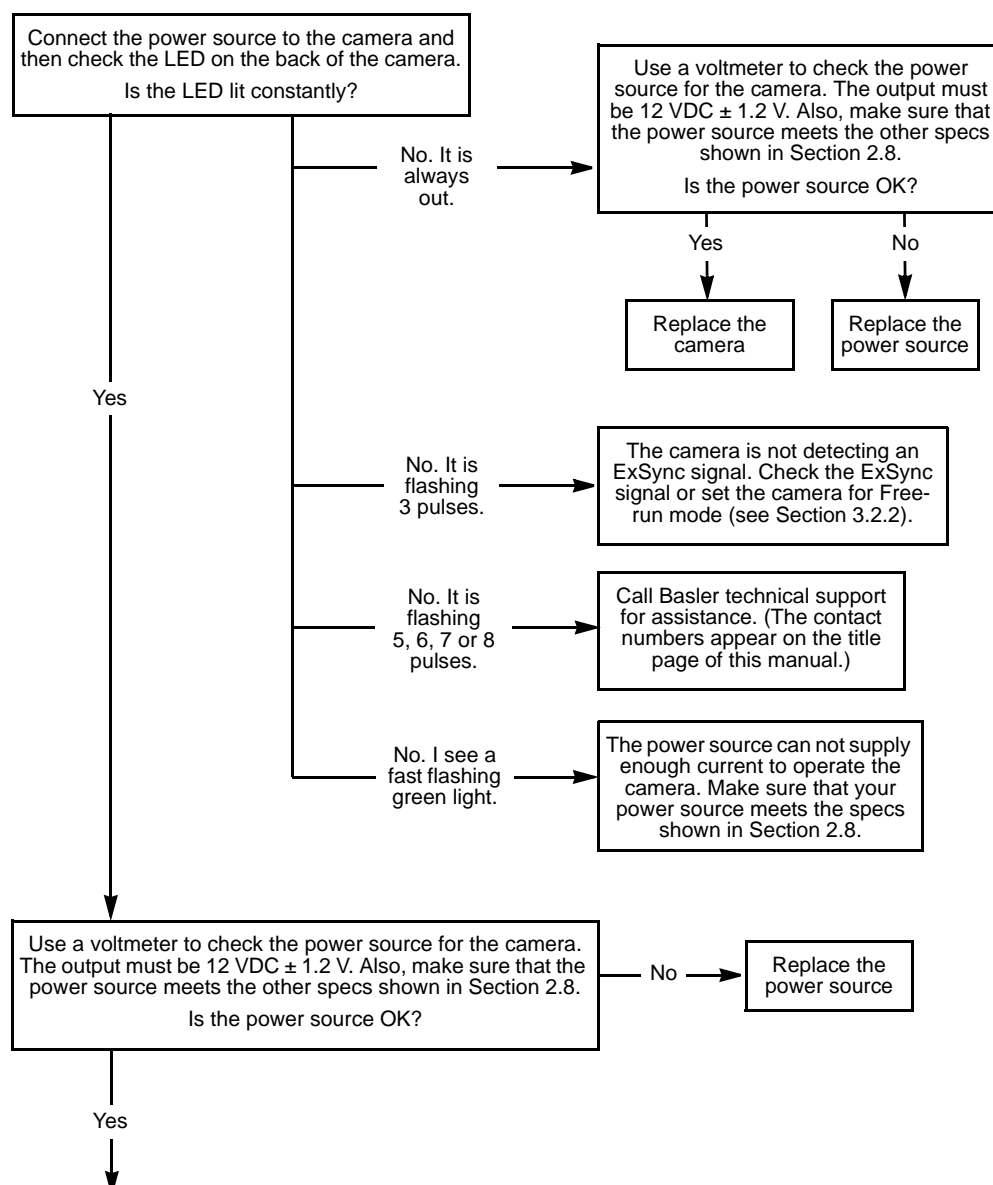 Connect the power source to the camera and
then check the LED on the back of the camera.
Is the LED lit constantly?
No. It is
always
out.
Use a voltmeter to check the power
source for the camera. The output must
be 12 VDC ± 1.2 V. Also, make sure that
the power source meets the other specs
shown in Section 2.8.
Is the power source OK?
Yes
No
Replace the
camera
Replace the
power source
Yes
No. It is
flashing
3 pulses.
The camera is not detecting an
ExSync signal. Check the ExSync
signal or set the camera for Free-
run mode (see Section 3.2.2).
No. It is
flashing
5, 6, 7 or 8
pulses.
Call Basler technical support
for assistance. (The contact
numbers appear on the title
page of this manual.)
No. I see a
fast flashing
green light.
The power source can not supply
enough current to operate the
camera. Make sure that your
power source meets the specs
shown in Section 2.8.
Use a voltmeter to check the power source for the camera.
The output must be 12 VDC ± 1.2 V. Also, make sure that the
power source meets the other specs shown in Section 2.8.
Is the power source OK?
No
Replace the
power source
Yes